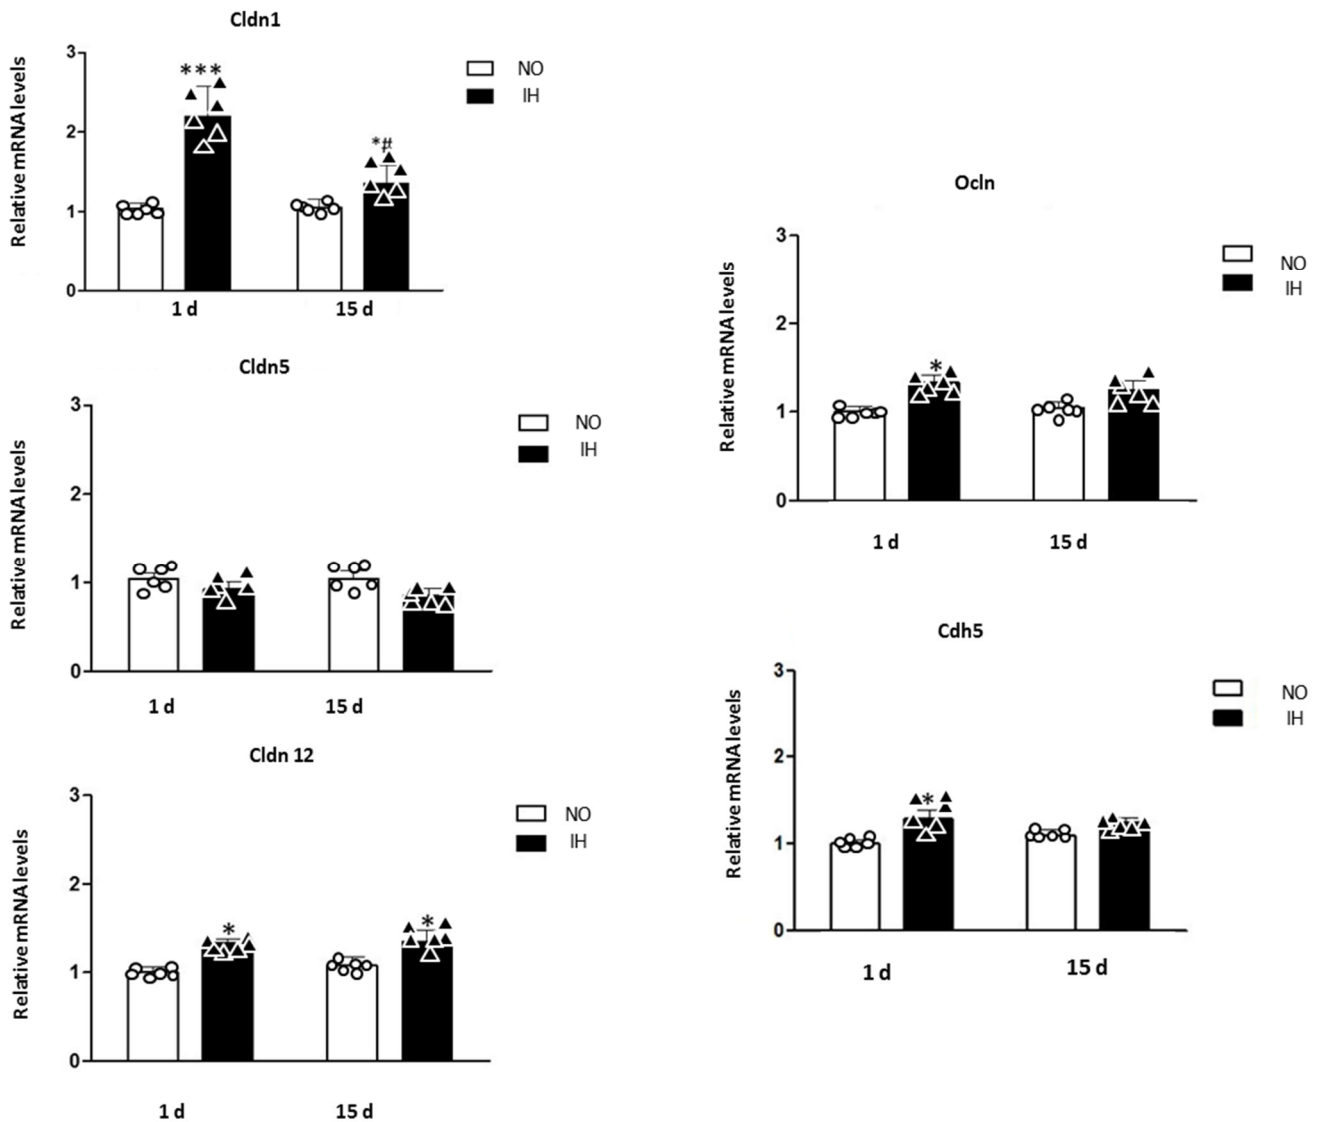 Cldn1
Relative mRNA levels
3
2
1
0
***
*#
NO
IH
1 d
15 d
Cldn5
Relative mRNA levels
3
2
1
0
NO
IH
1 d
15 d
Cldn 12
Relative mRNA levels
3
2
1
0
*
*
NO
IH
1 d
15 d
Ocln
Relative mRNA levels
3
2
1
0
*
NO
IH
1 d
15 d
Cdh5
Relative mRNA levels
3
2
1
0
*
NO
IH
1 d
15 d